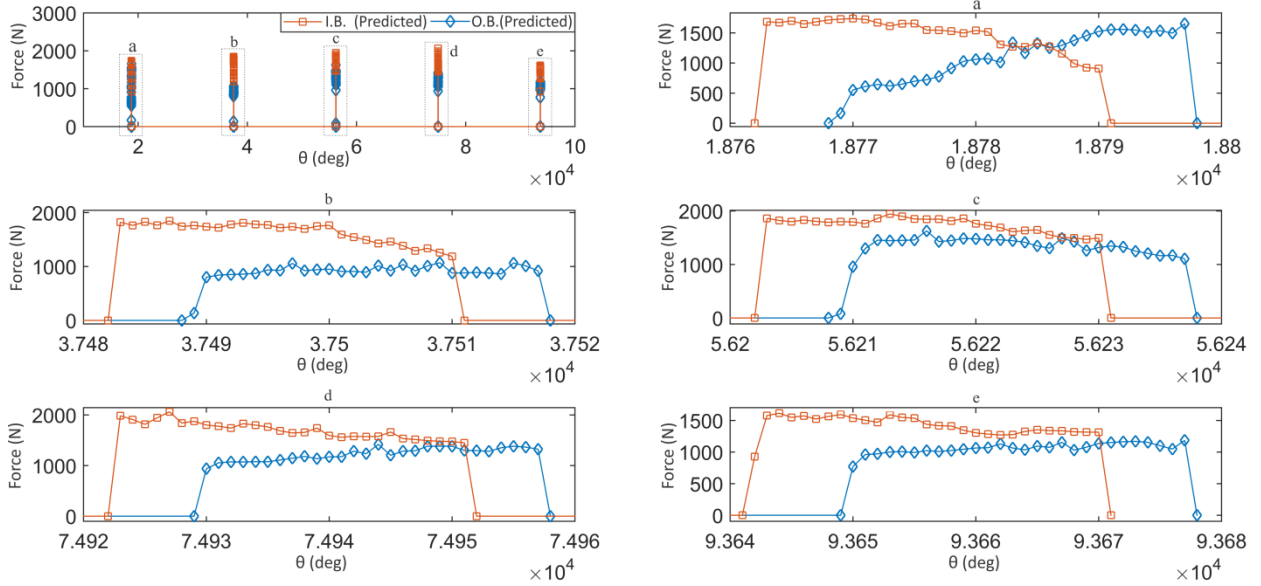 I.B. (Predicted) O.B.(Predicted)
Force (N)
3000
2000
1000
0
a
b
c
d
e
2 4 6 8 10
θ (deg)
× 10⁴
a
Force (N)
1500
1000
500
0
1.876 1.877 1.878 1.879 1.88
θ (deg)
× 10⁴
b
Force (N)
2000
1000
0
3.748 3.749 3.75 3.751 3.752
θ (deg)
× 10⁴
c
Force (N)
2000
1000
0
5.62 5.621 5.622 5.623 5.624
θ (deg)
× 10⁴
d
Force (N)
2000
1000
0
7.492 7.493 7.494 7.495 7.496
θ (deg)
× 10⁴
e
Force (N)
1500
1000
500
0
9.364 9.365 9.366 9.367 9.368
θ (deg)
× 10⁴